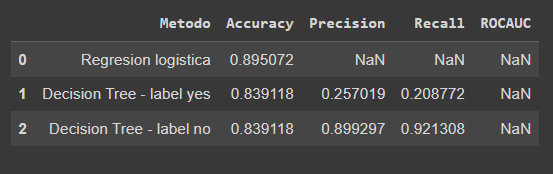 Metodo Accuracy Precision Recall ROCAUC
0 Regresion logistica 0.895072 NaN NaN NaN
1 Decision Tree - label yes 0.839118 0.257019 0.208772 NaN
2 Decision Tree - label no 0.839118 0.899297 0.921308 NaN